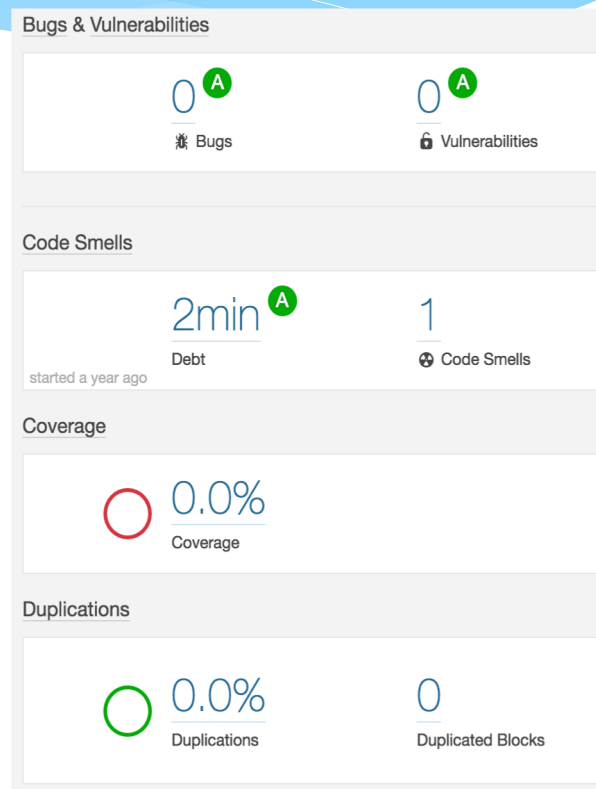 Bugs & Vulnerabilities
0 A 0 A
Bugs Vulnerabilities
Code Smells
2min A 1
Debt Code Smells
started a year ago
Coverage
0.0%
Coverage
Duplications
0.0% 0
Duplications Duplicated Blocks